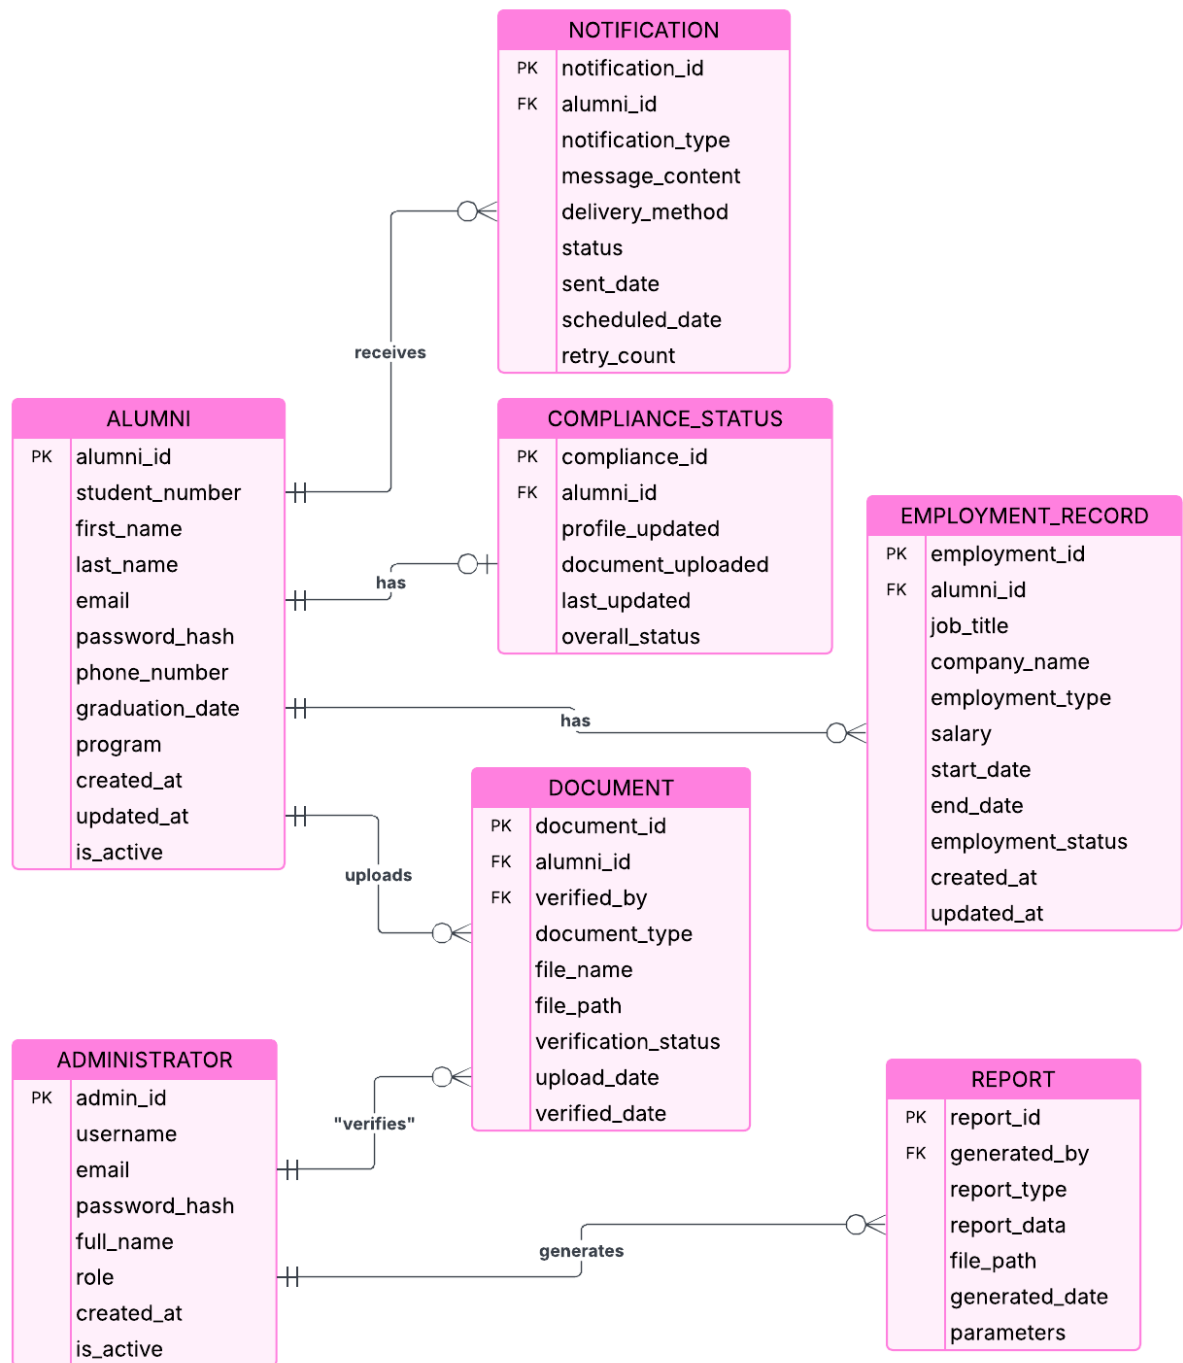 NOTIFICATION
PK notification_id
FK alumni_id
notification_type
message_content
delivery_method
status
sent_date
scheduled_date
retry_count
receives
ALUMNI
PK alumni_id
student_number
first_name
last_name
email
password_hash
phone_number
graduation_date
program
created_at
updated_at
is_active
COMPLIANCE_STATUS
PK compliance_id
FK alumni_id
profile_updated
document_uploaded
last_updated
overall_status
has
EMPLOYMENT_RECORD
PK employment_id
FK alumni_id
job_title
company_name
employment_type
salary
start_date
end_date
employment_status
created_at
updated_at
has
DOCUMENT
PK document_id
FK alumni_id
FK verified_by
document_type
file_name
file_path
verification_status
upload_date
verified_date
uploads
ADMINISTRATOR
PK admin_id
username
email
password_hash
full_name
role
created_at
is_active
"verifies"
generates
REPORT
PK report_id
FK generated_by
report_type
report_data
file_path
generated_date
parameters